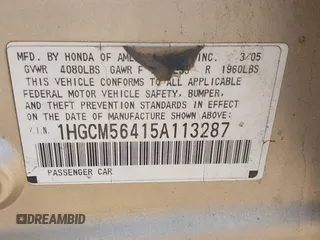 MFD. BY HONDA OF AME INC. 3/05
GVWR 4080LBS GAWR F R 1960LBS
THIS VEHICLE CONFORMS TO ALL APPLICABLE
FEDERAL MOTOR VEHICLE SAFETY, BUMPER,
AND THEFT PREVENTION STANDARDS IN EFFECT
ON THE DATE OF MANUFACTURE SHOWN ABOVE.
V.I.N. 1HGCM56415A113287
PASSENGER CAR
DREAMBID